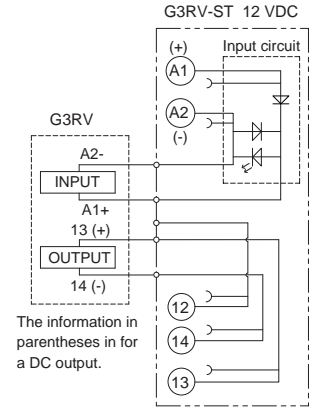 G3RV-ST 12 VDC
(+)
Input circuit
A1
A2
(-)
G3RV
A2-
INPUT
A1+
13 (+)
OUTPUT
14 (-)
12
14
13
The information in
parentheses in for
a DC output.